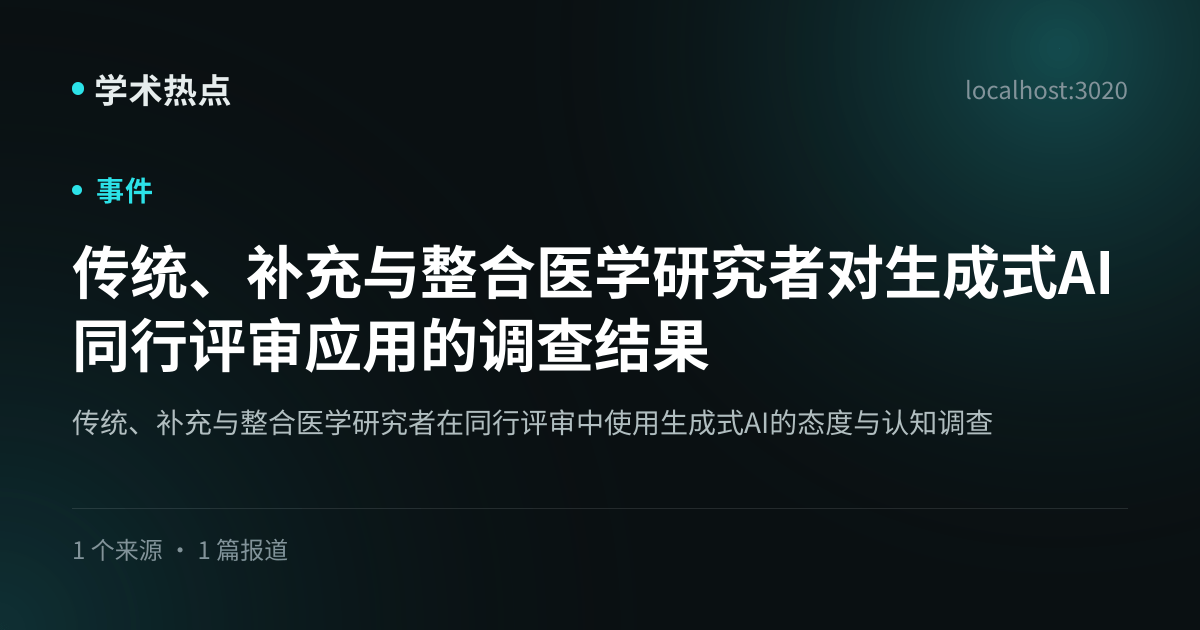 学术热点
localhost:3020
事件
传统、补充与整合医学研究者对生成式AI
同行评审应用的调查结果
传统、补充与整合医学研究者在同行评审中使用生成式AI的态度与认知调查
1 个来源 · 1 篇报道